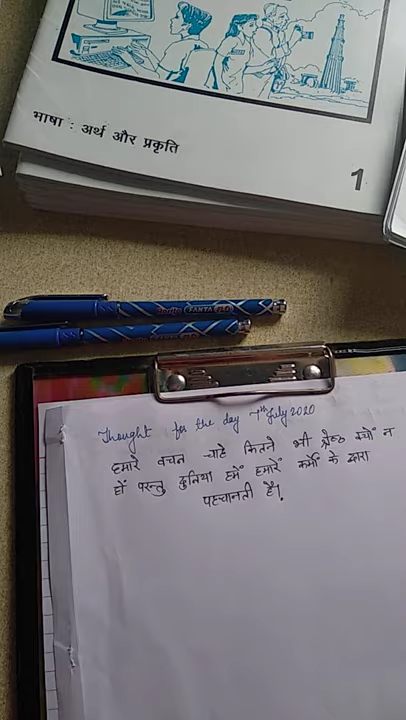 भाषा : अर्थ और प्रकृति
1
FANTA
Thought for the day 7th July 2020
हमारे वचन चाहे कितने भी श्रेष्ठ क्यों न
हों परन्तु दुनिया हमें हमारें कर्मों के द्वारा
पहचानती है।